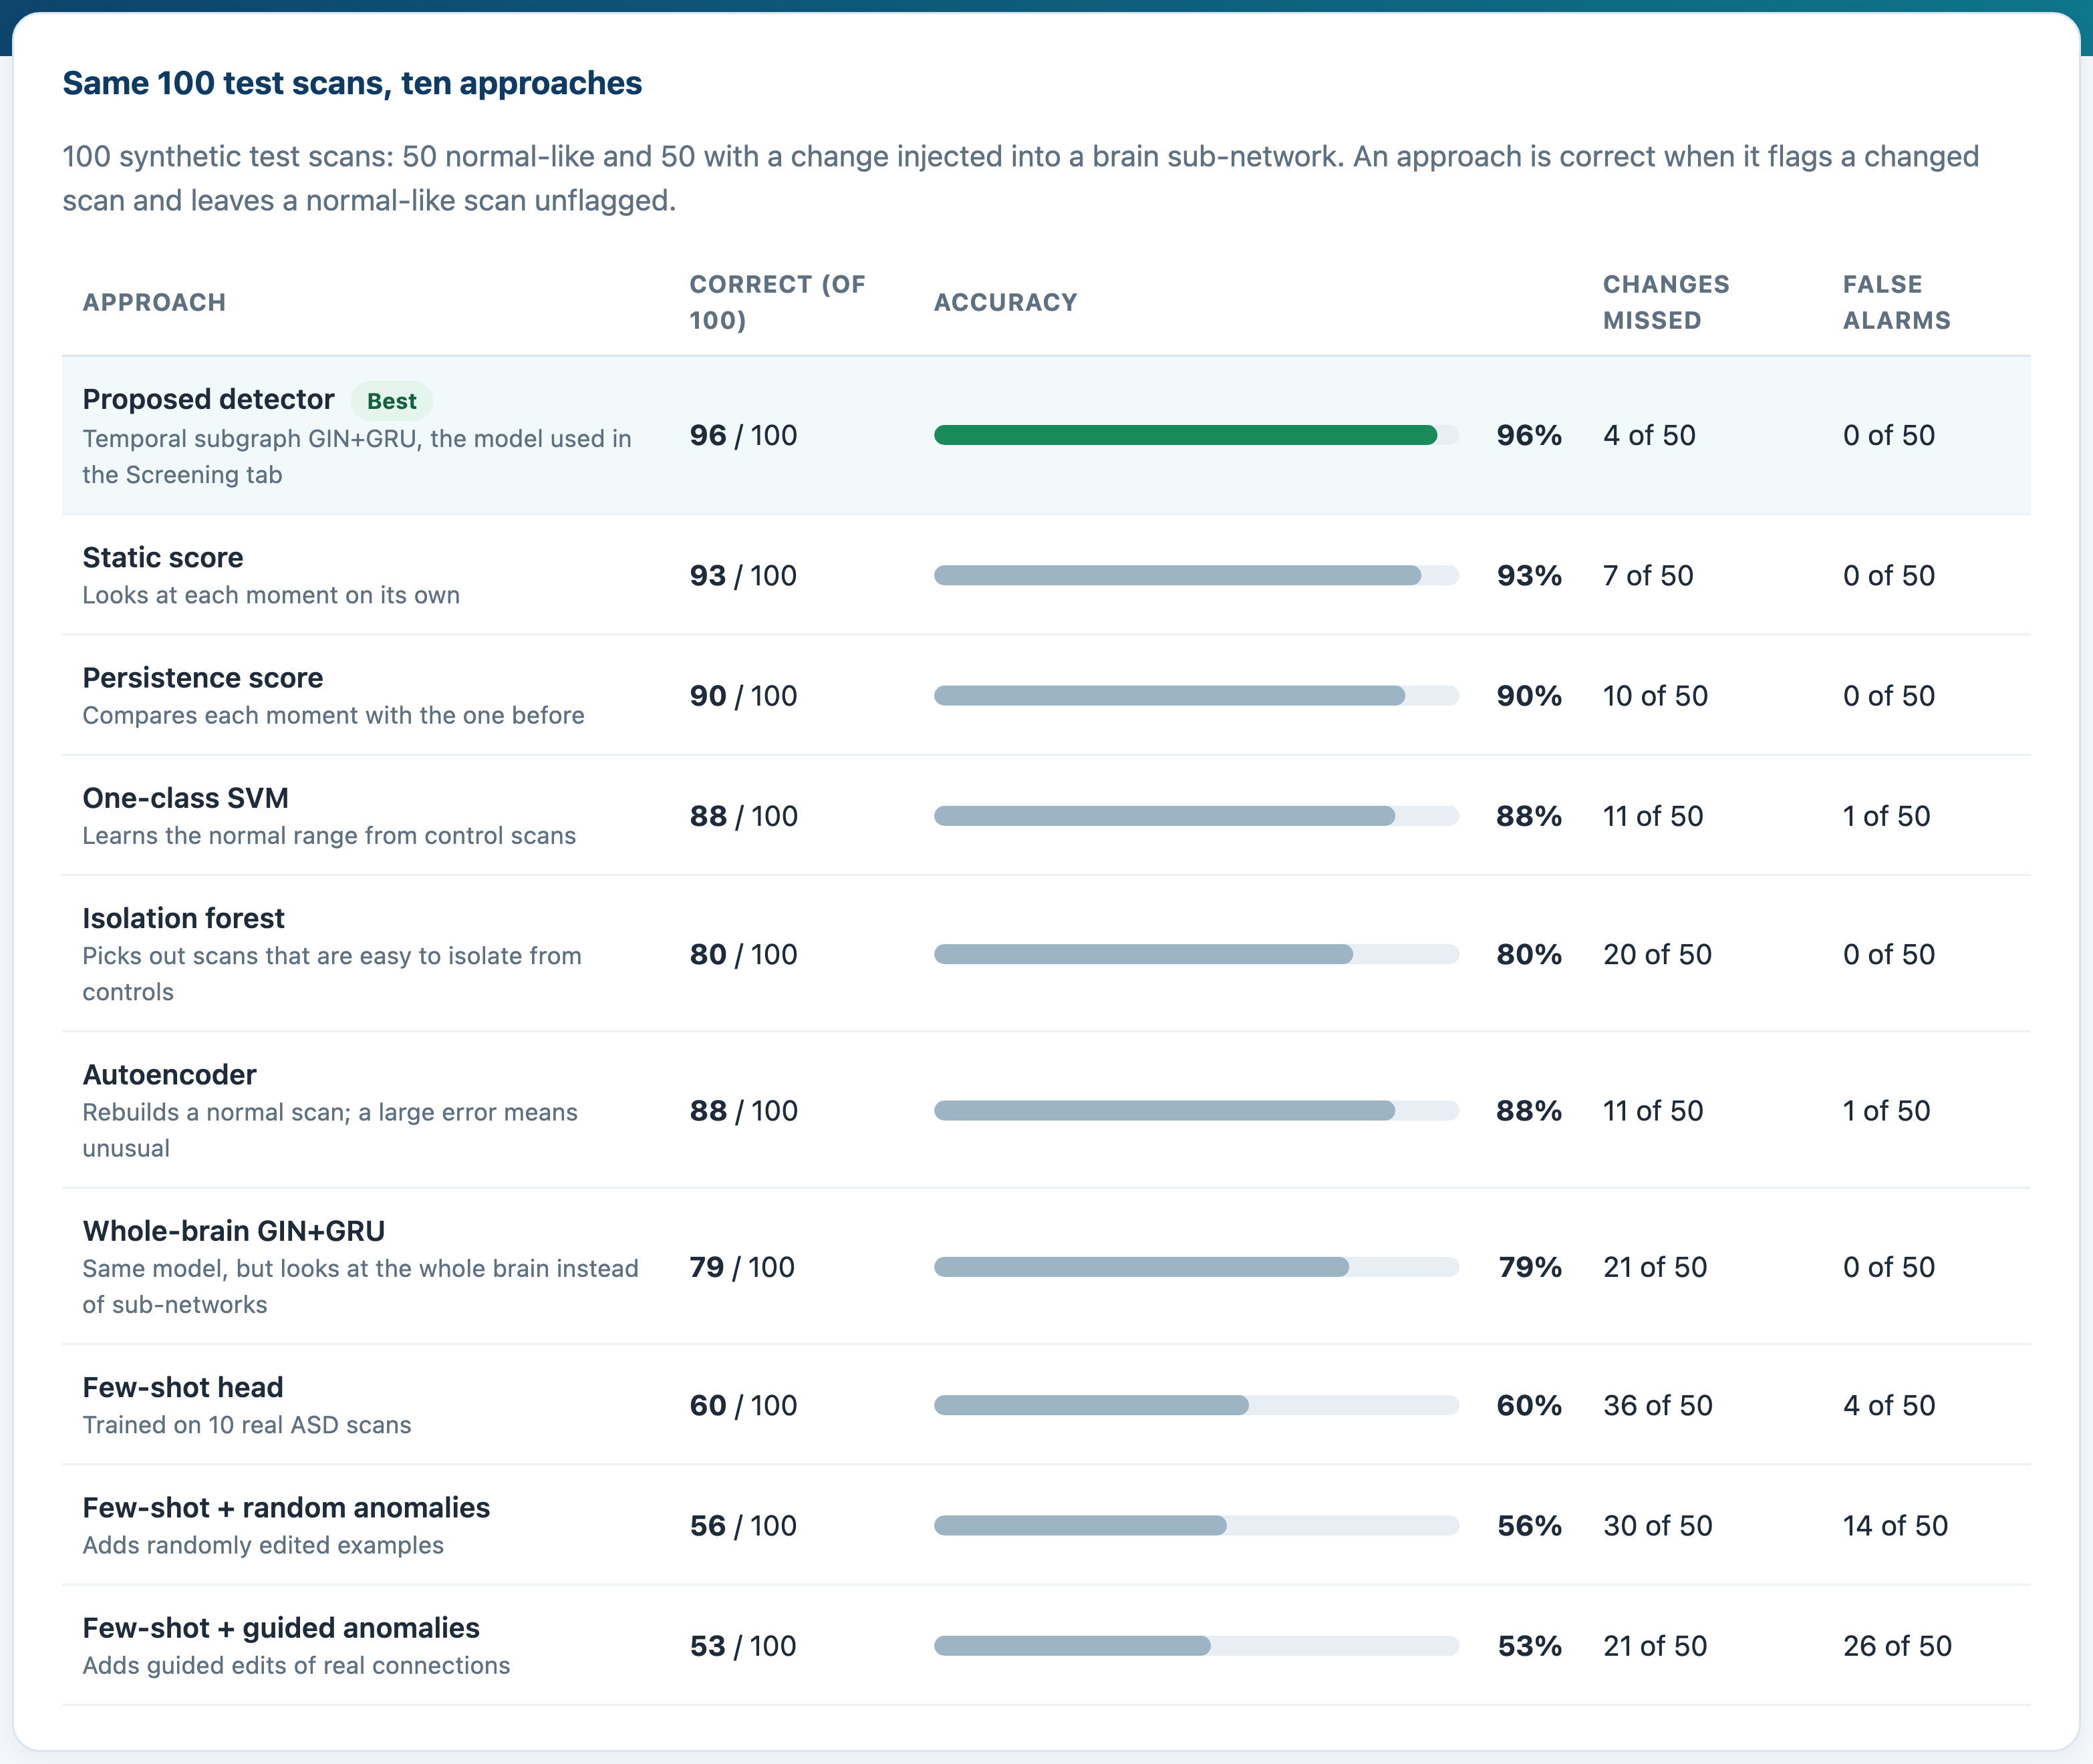 Same 100 test scans, ten approaches
100 synthetic test scans: 50 normal-like and 50 with a change injected into a brain sub-network. An approach is correct when it flags a changed
scan and leaves a normal-like scan unflagged.
APPROACH CORRECT (OF 100) ACCURACY CHANGES MISSED FALSE ALARMS
Proposed detector Best
Temporal subgraph GIN+GRU, the model used in
the Screening tab
96 / 100 96% 4 of 50 0 of 50
Static score
Looks at each moment on its own
93 / 100 93% 7 of 50 0 of 50
Persistence score
Compares each moment with the one before
90 / 100 90% 10 of 50 0 of 50
One-class SVM
Learns the normal range from control scans
88 / 100 88% 11 of 50 1 of 50
Isolation forest
Picks out scans that are easy to isolate from
controls
80 / 100 80% 20 of 50 0 of 50
Autoencoder
Rebuilds a normal scan; a large error means
unusual
88 / 100 88% 11 of 50 1 of 50
Whole-brain GIN+GRU
Same model, but looks at the whole brain instead
of sub-networks
79 / 100 79% 21 of 50 0 of 50
Few-shot head
Trained on 10 real ASD scans
60 / 100 60% 36 of 50 4 of 50
Few-shot + random anomalies
Adds randomly edited examples
56 / 100 56% 30 of 50 14 of 50
Few-shot + guided anomalies
Adds guided edits of real connections
53 / 100 53% 21 of 50 26 of 50